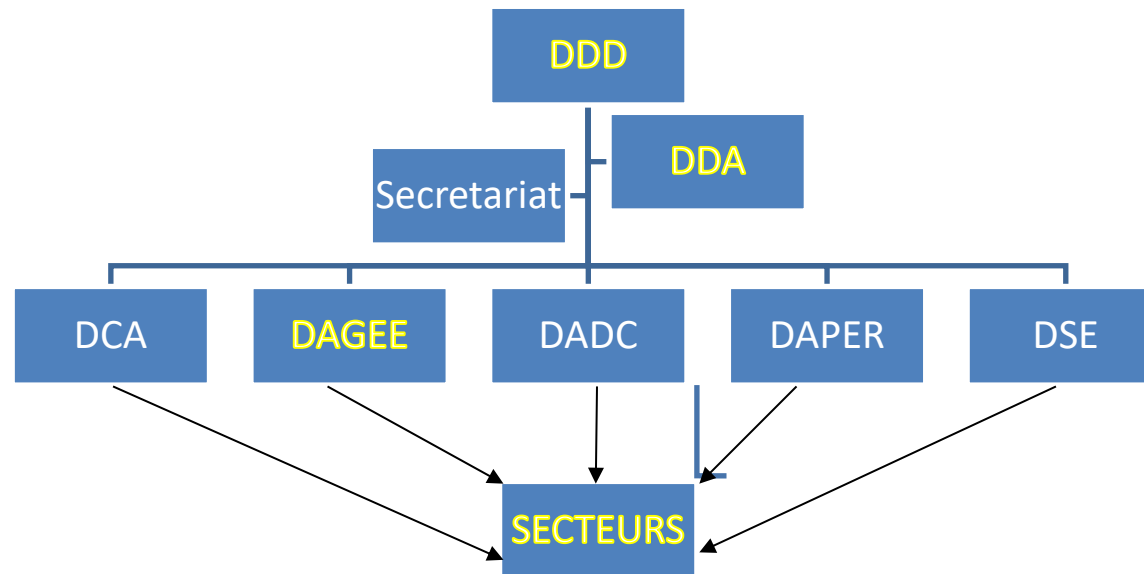 DDD
DDA
Secretariat
DCA
DAGEE
DADC
DAPER
DSE
SECTEURS